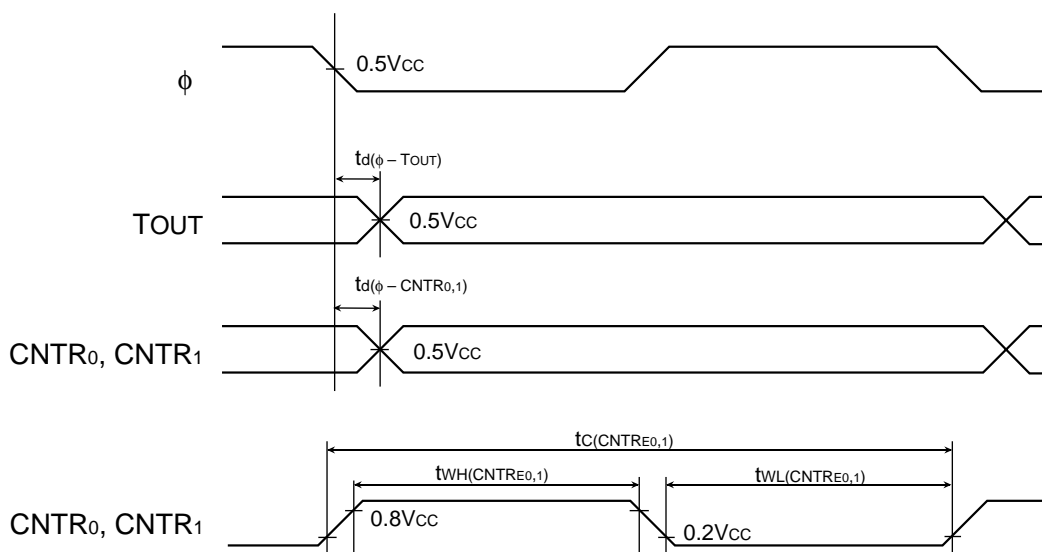 ϕ
0.5VCC
td(ϕ – TOUT)
TOUT
0.5VCC
td(ϕ – CNTR0,1)
CNTR0, CNTR1
0.5VCC
tC(CNTRE0,1)
tWH(CNTRE0,1)
tWL(CNTRE0,1)
CNTR0, CNTR1
0.8VCC
0.2VCC